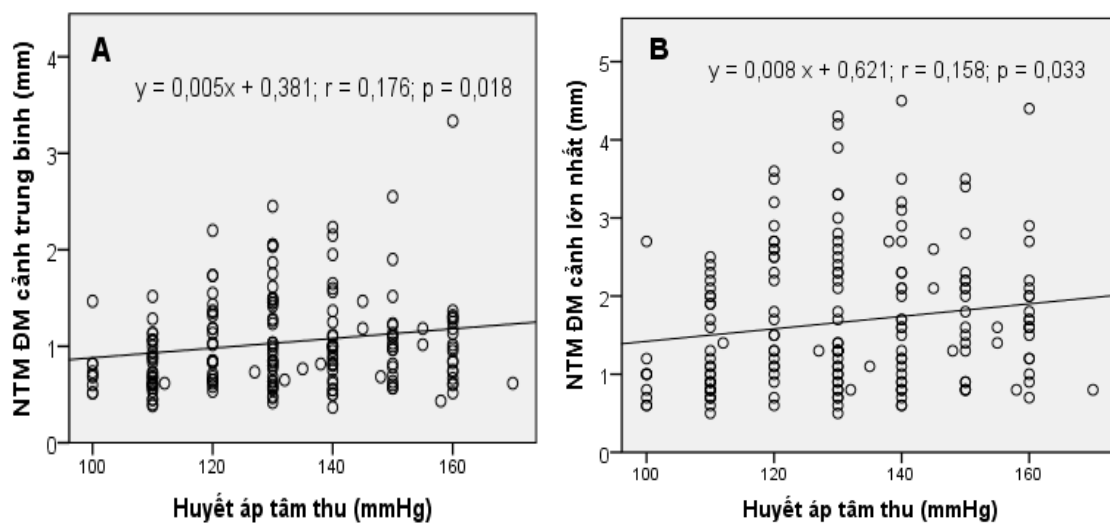 A
y = 0,005x + 0,381; r = 0,176; p = 0,018
NTM ĐM cảnh trung bình (mm)
4
3
2
1
0
100 120 140 160
Huyết áp tâm thu (mmHg)
B
y = 0,008 x + 0,621; r = 0,158; p = 0,033
NTM ĐM cảnh lớn nhất (mm)
5
4
3
2
1
0
100 120 140 160
Huyết áp tâm thu (mmHg)